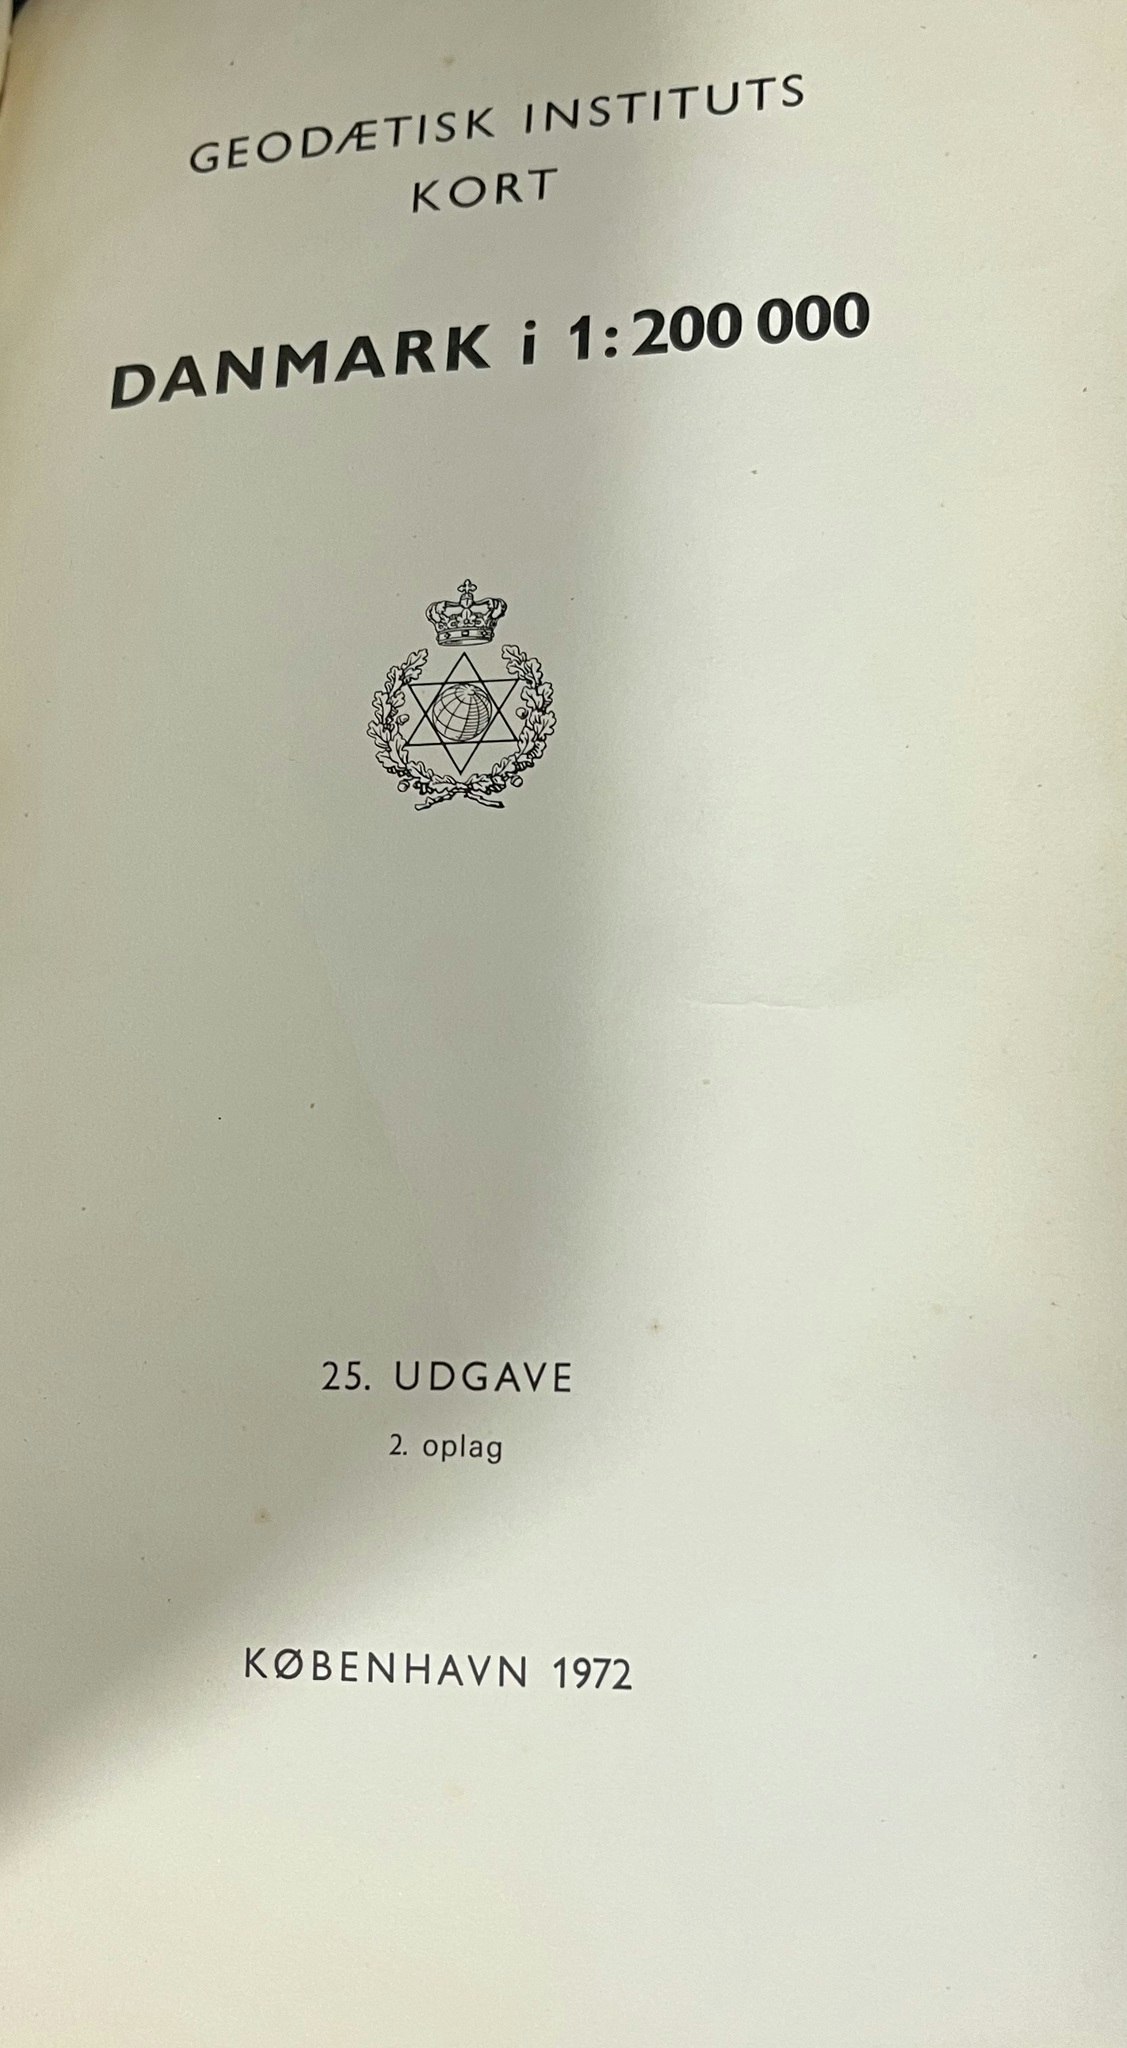 GEODÆTISK INSTITUTS
KORT
DANMARK i 1:200 000
25. UDGAVE
2. oplag
KØBENHAVN 1972